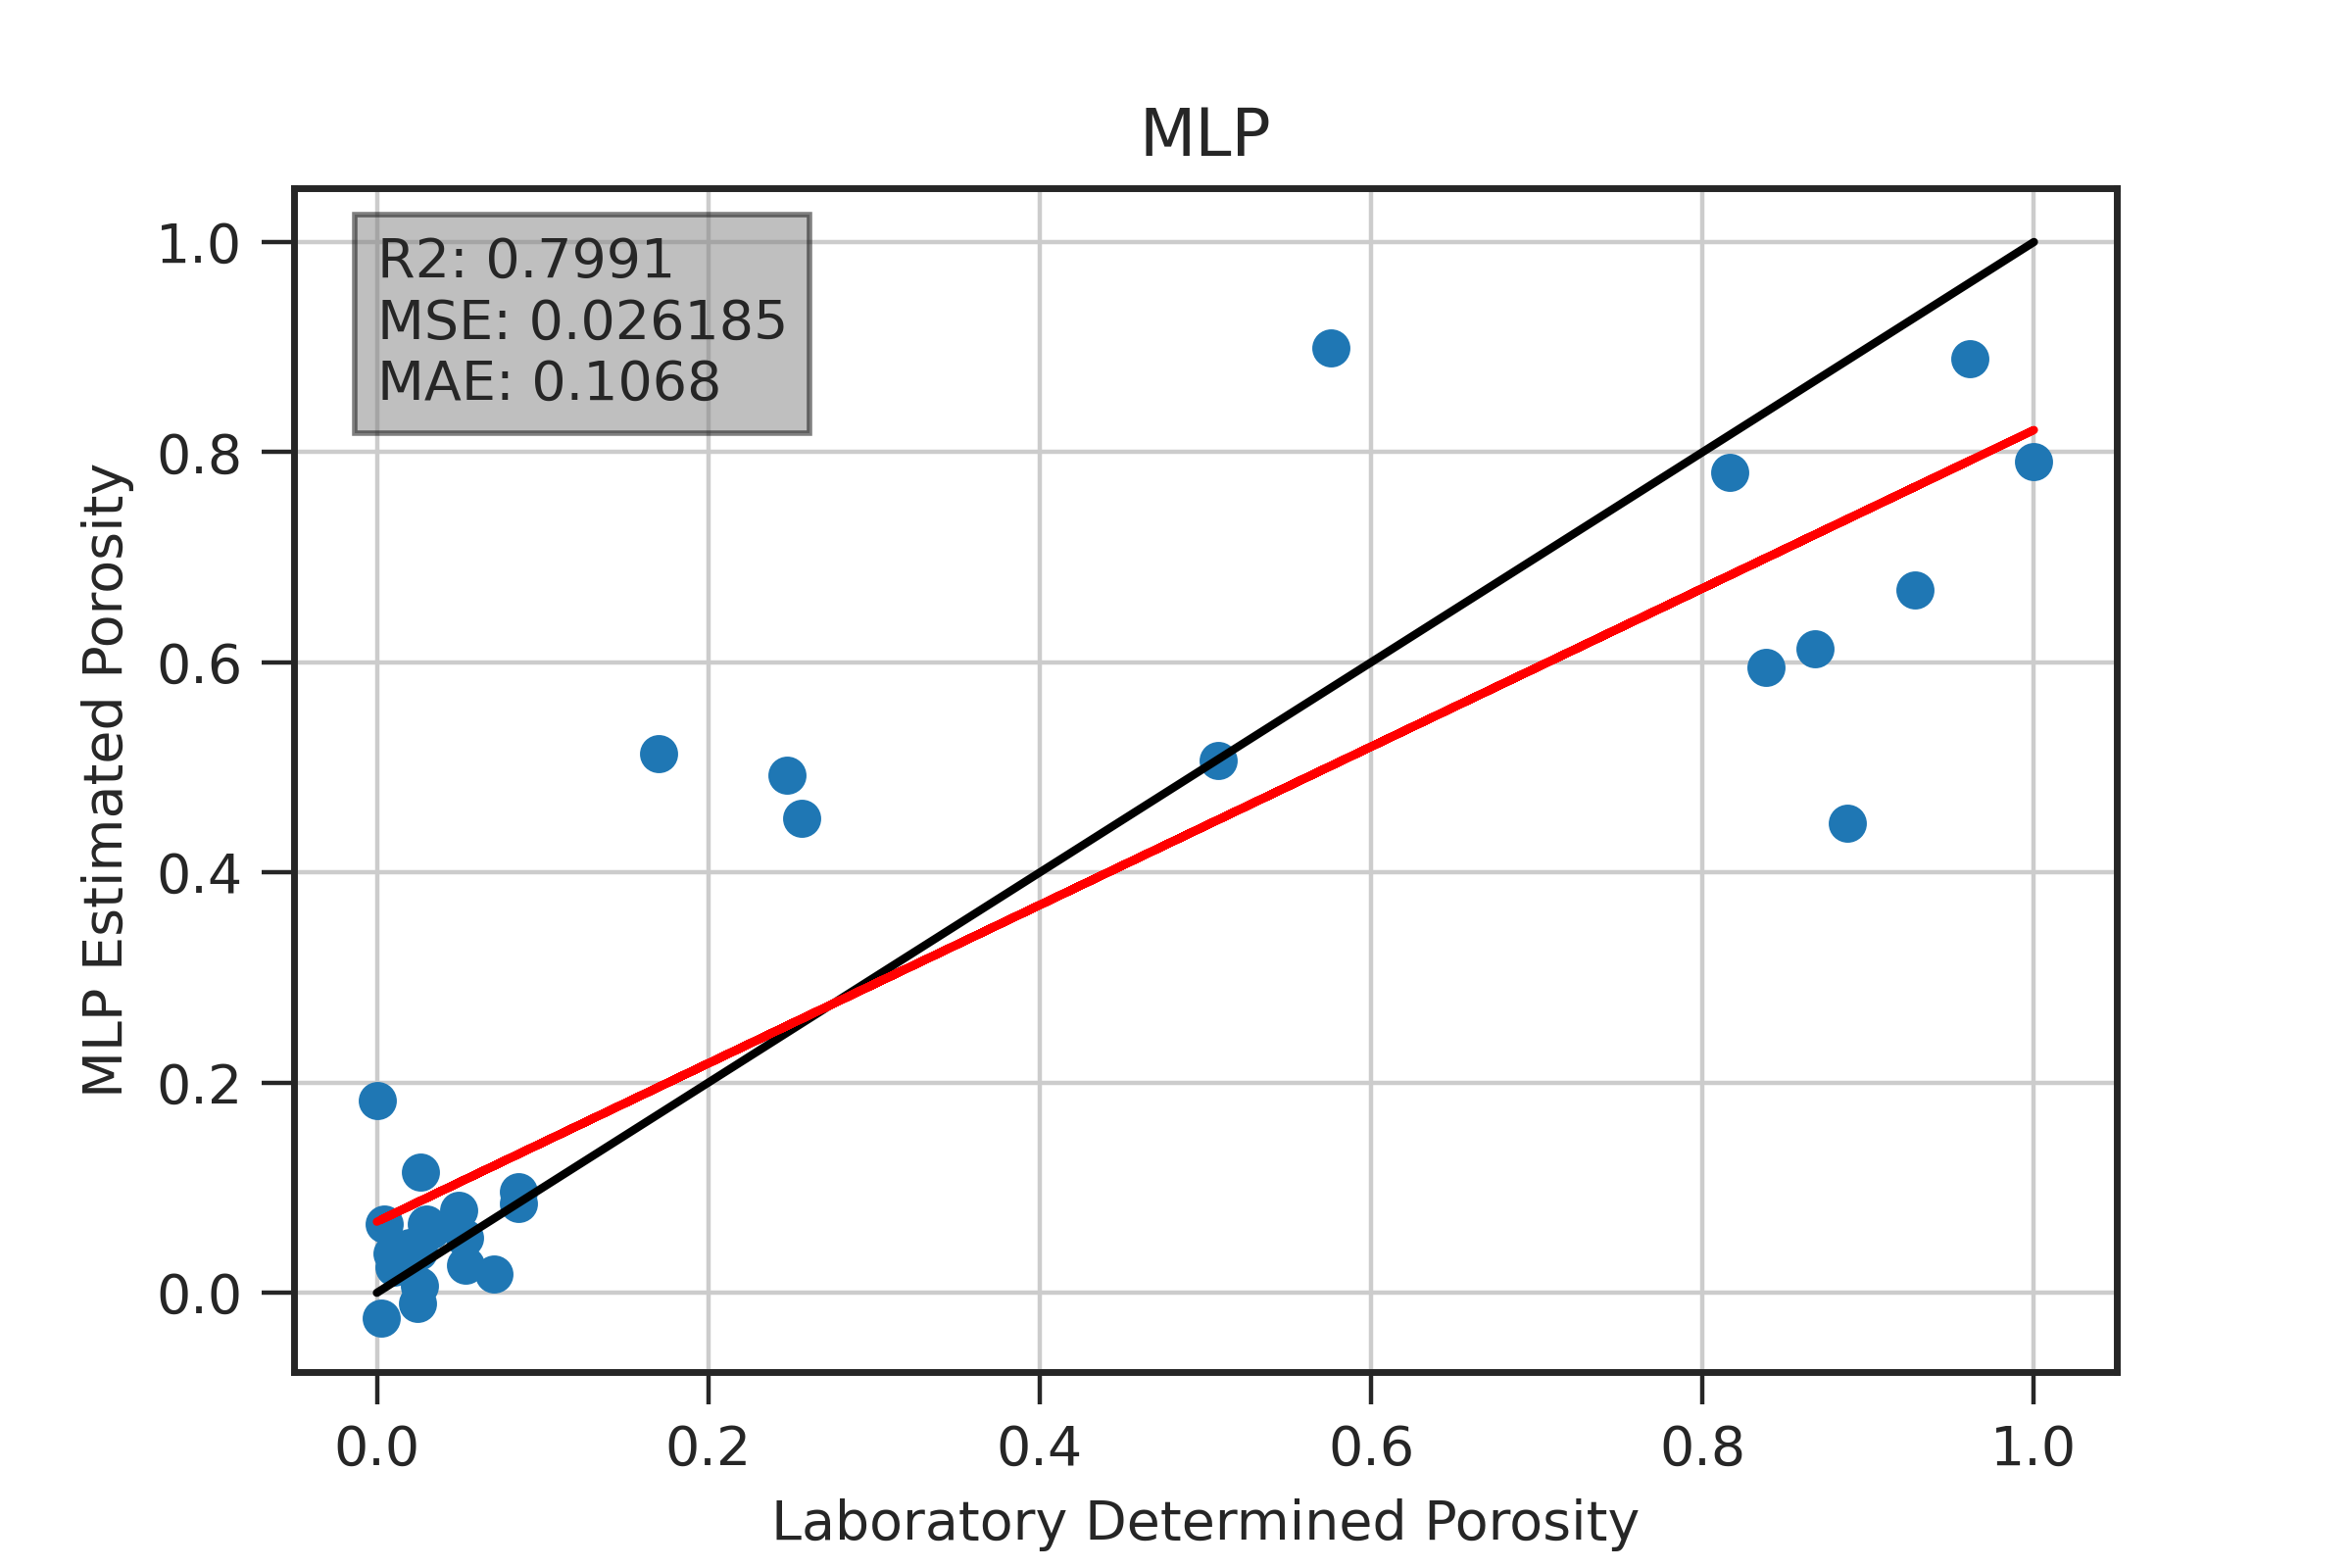 MLP
R2: 0.7991
MSE: 0.026185
MAE: 0.1068
MLP Estimated Porosity
1.0
0.8
0.6
0.4
0.2
0.0
0.0 0.2 0.4 0.6 0.8 1.0
Laboratory Determined Porosity